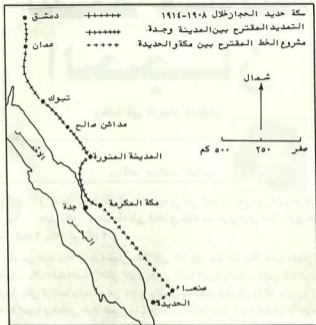 سكة حديد الحجاز خلال ١٩٠٨-١٩١٤
التمديد المقترح بين المدينة وجدة.
مشروع الخط المقترح بين مكة والحديدة
دمشق
عمان
تبوك
مدائن صالح
المدينة المنورة
مكة المكرمة
جدة
صنعاء
الحديدة
البحر
الأحمر
شمال
صفر ٢٥٠ ٥٠٠ كم